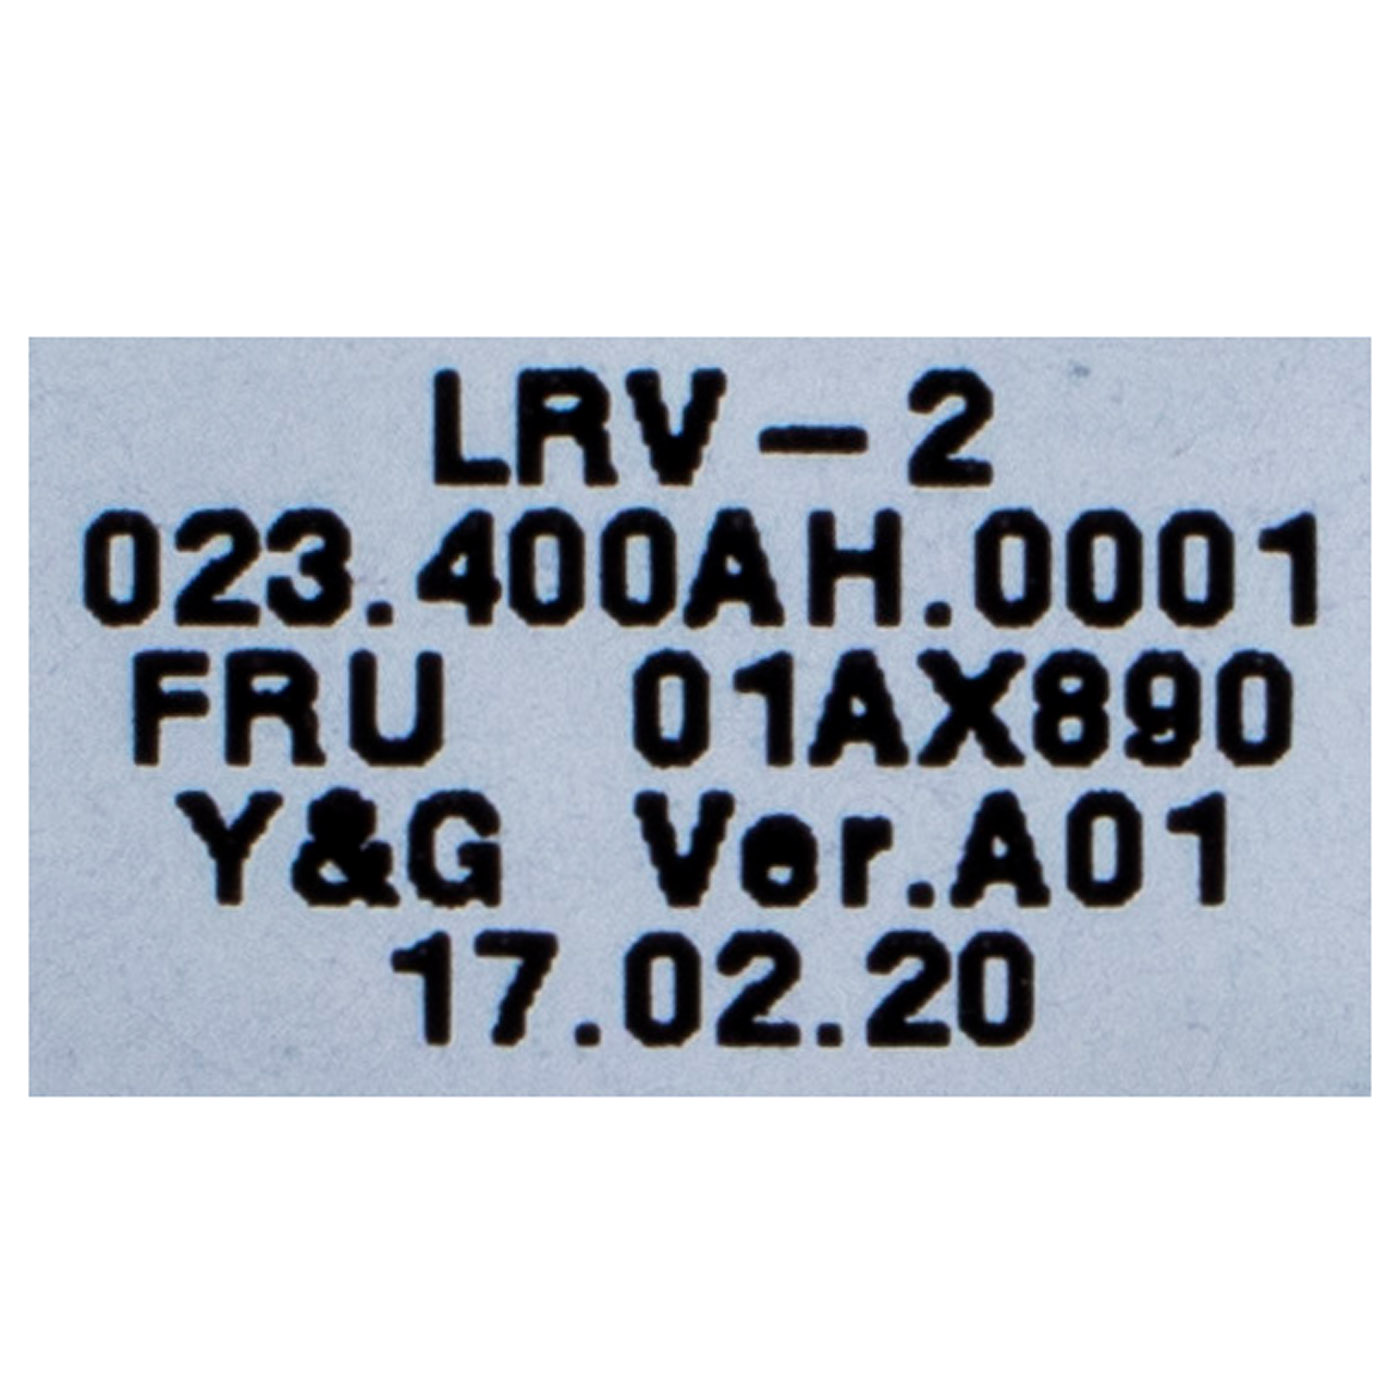 LRV-2
023.400AH.0001
FRU 01AX890
Y&G Ver.A01
17.02.20